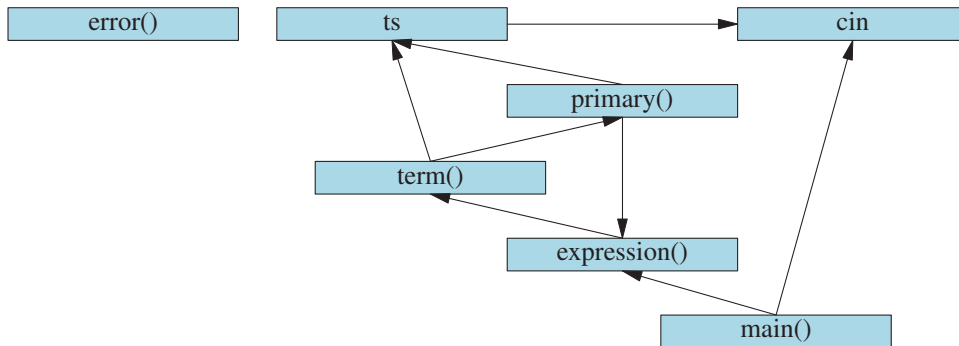 error()
ts
cin
primary()
term()
expression()
main()